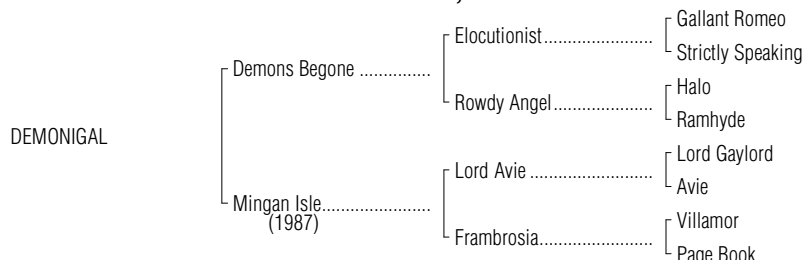 Gallant Romeo
Elocutionist......................
Strictly Speaking
Demons Begone ...............
Halo
Rowdy Angel....................
Ramhyde
DEMONIGAL
Lord Gaylord
Lord Avie .........................
Avie
Mingan Isle.......................
(1987)
Villamor
Frambrosia.......................
Page Book